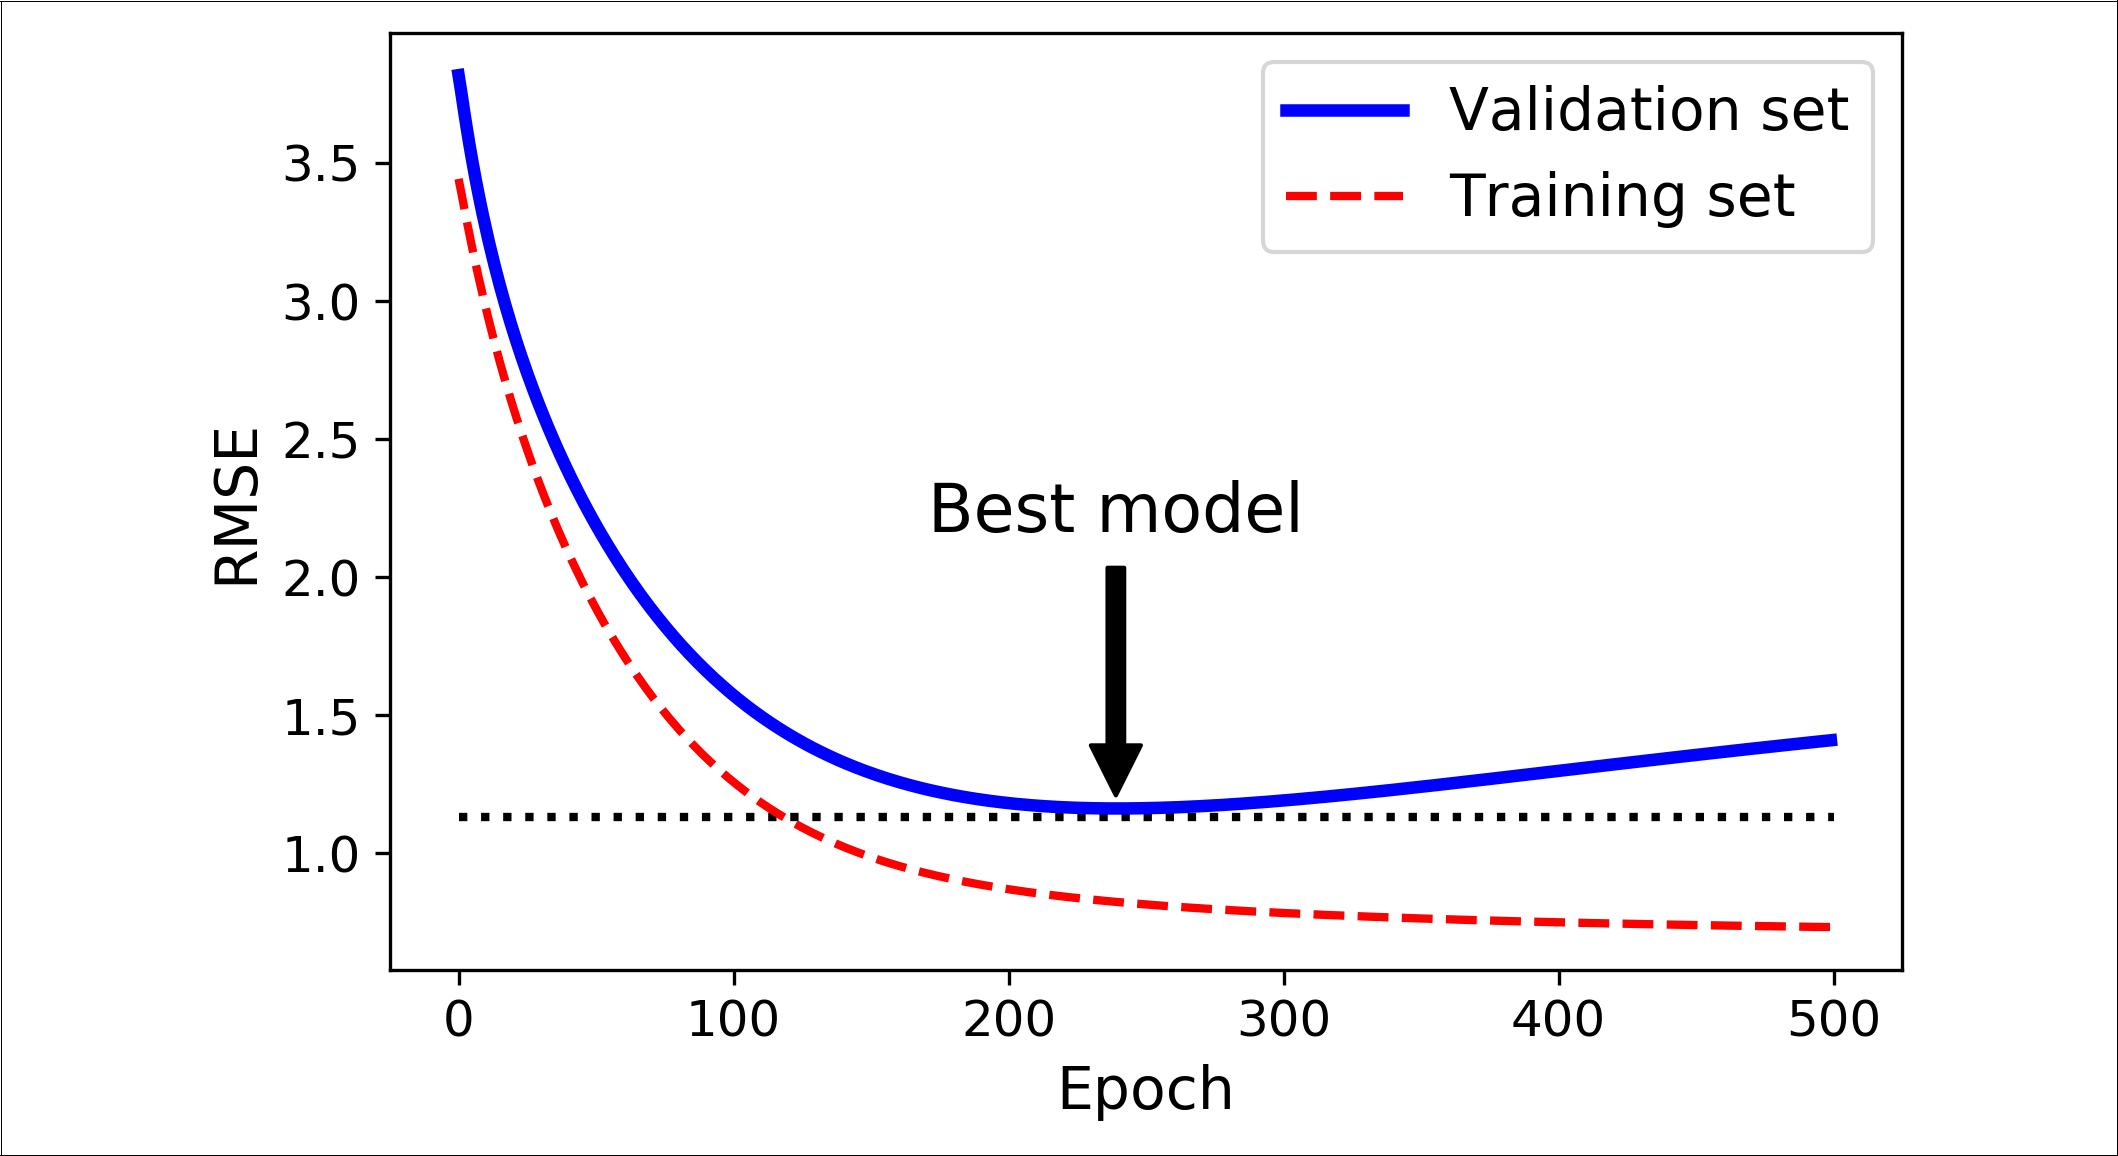 Validation set
Training set
3.5
3.0
2.5
2.0
1.5
1.0
RMSE
Best model
0 100 200 300 400 500
Epoch